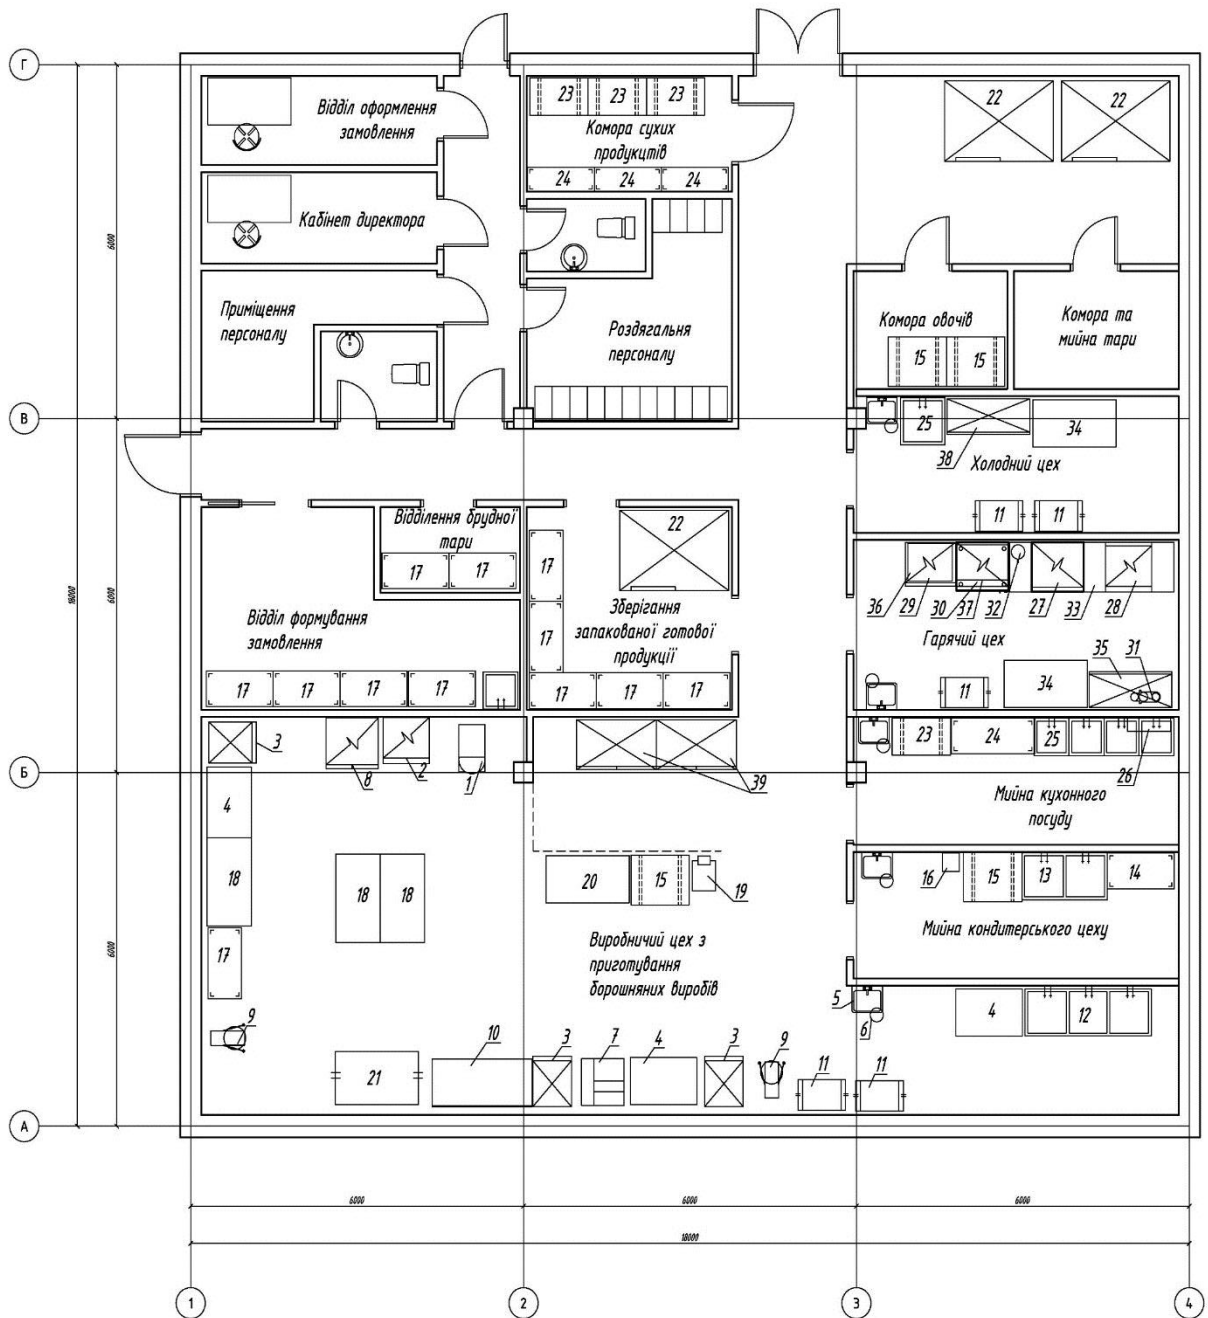 Г
23
23
23
22
22
Відділ оформлення
замовлення
Комора сухих
продукцтів
24
24
24
Кабінет директора
6000
Приміщення
персоналу
Роздягальня
персоналу
Комора овочів
15
15
Комора та
мийна тари
В
25
38
34
Холодний цех
11
11
Відділення брудної
тари
17
17
17
22
17
36
29
30
37
32
27
33
28
18000
6000
Відділ формування
замовлення
Зберігання
запакованої готової
продукції
Гарячий цех
35
31
17
17
17
17
17
17
17
11
34
3
8
2
1
39
23
24
25
26
Б
Мийна кухонного
посуду
4
18
18
18
20
15
19
16
15
13
14
17
6000
Виробничий цех з
приготування
борошняних виробів
Мийна кондитерського цеху
5
6
4
12
9
21
10
3
7
4
3
9
11
11
А
6000
6000
6000
18000
1
2
3
4